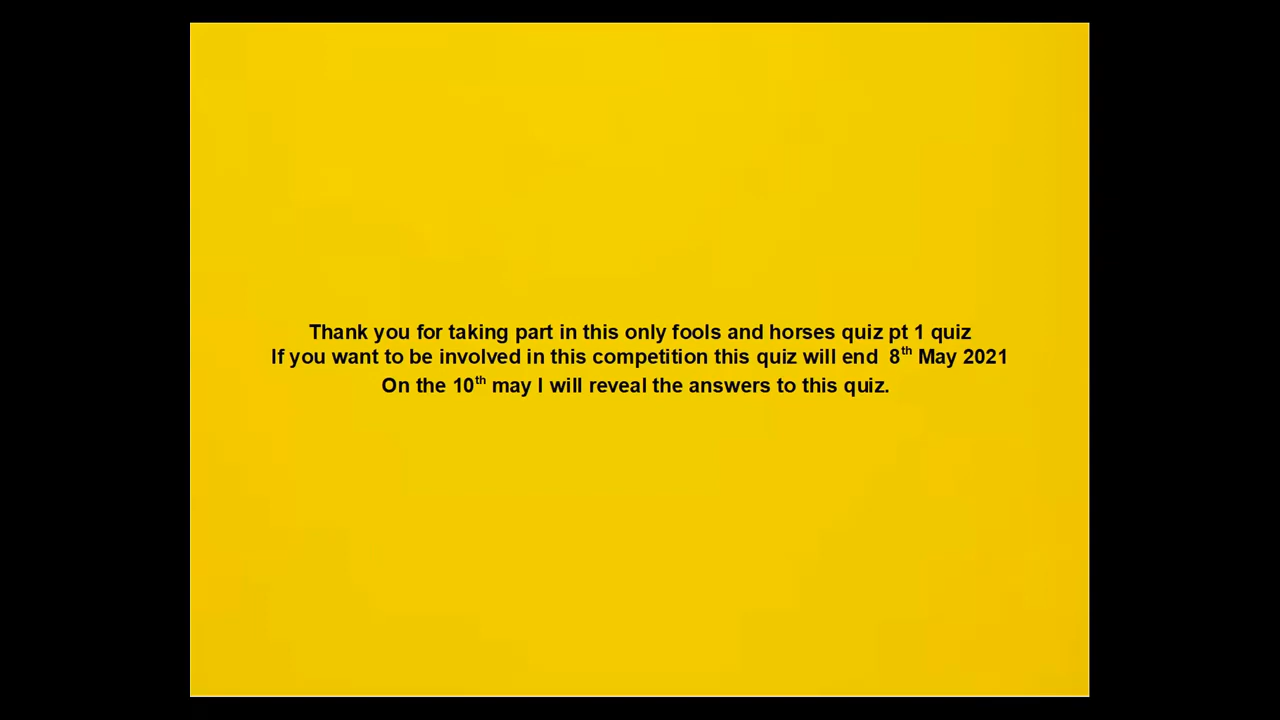 Thank you for taking part in this only fools and horses quiz pt 1 quiz
If you want to be involved in this competition this quiz will end  8th May 2021
On the 10th may I will reveal the answers to this quiz.